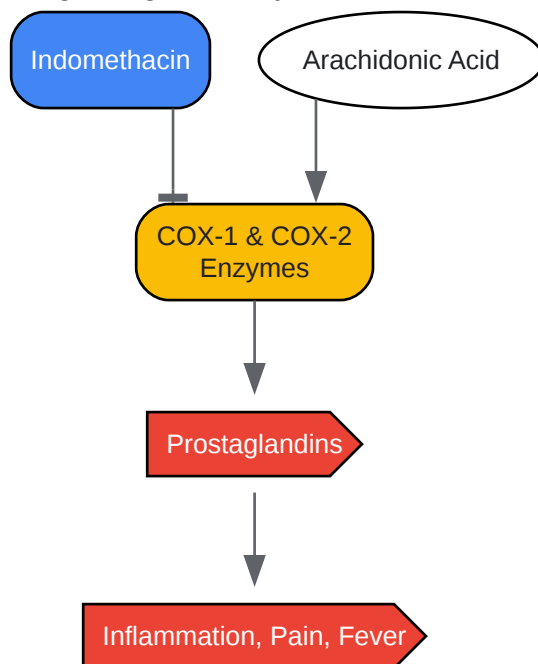 Indomethacin
Arachidonic Acid
COX-1 & COX-2
Enzymes
Prostaglandins
Inflammation, Pain, Fever